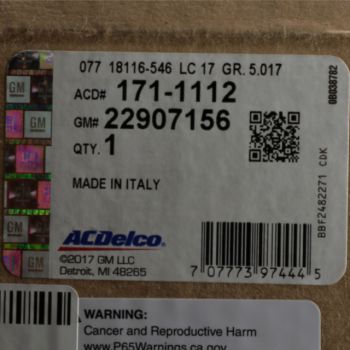 077 18116-546 LC 17 GR. 5.017
ACD# 171-1112
GM# 22907156
QTY. 1
MADE IN ITALY
ACDelco
©2017 GM LLC
Detroit, MI 48265
7 07773 97444 5
BBF2482271 CDK
08038782
GM
GM
GM
WARNING:
Cancer and Reproductive Harm
www.P65Warnings.ca.gov